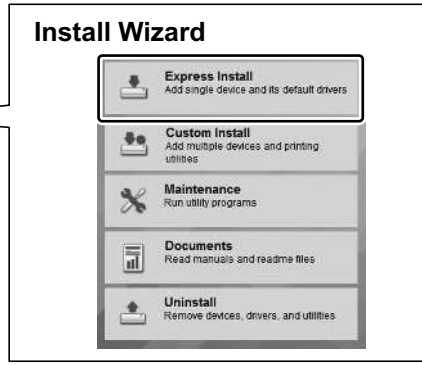 Install Wizard
Express Install
Add single device and its default drivers
Custom Install
Add multiple devices and printing
utilities
Maintenance
Run utility programs
Documents
Read manuals and readme files
Uninstall
Remove devices, drivers, and utilities